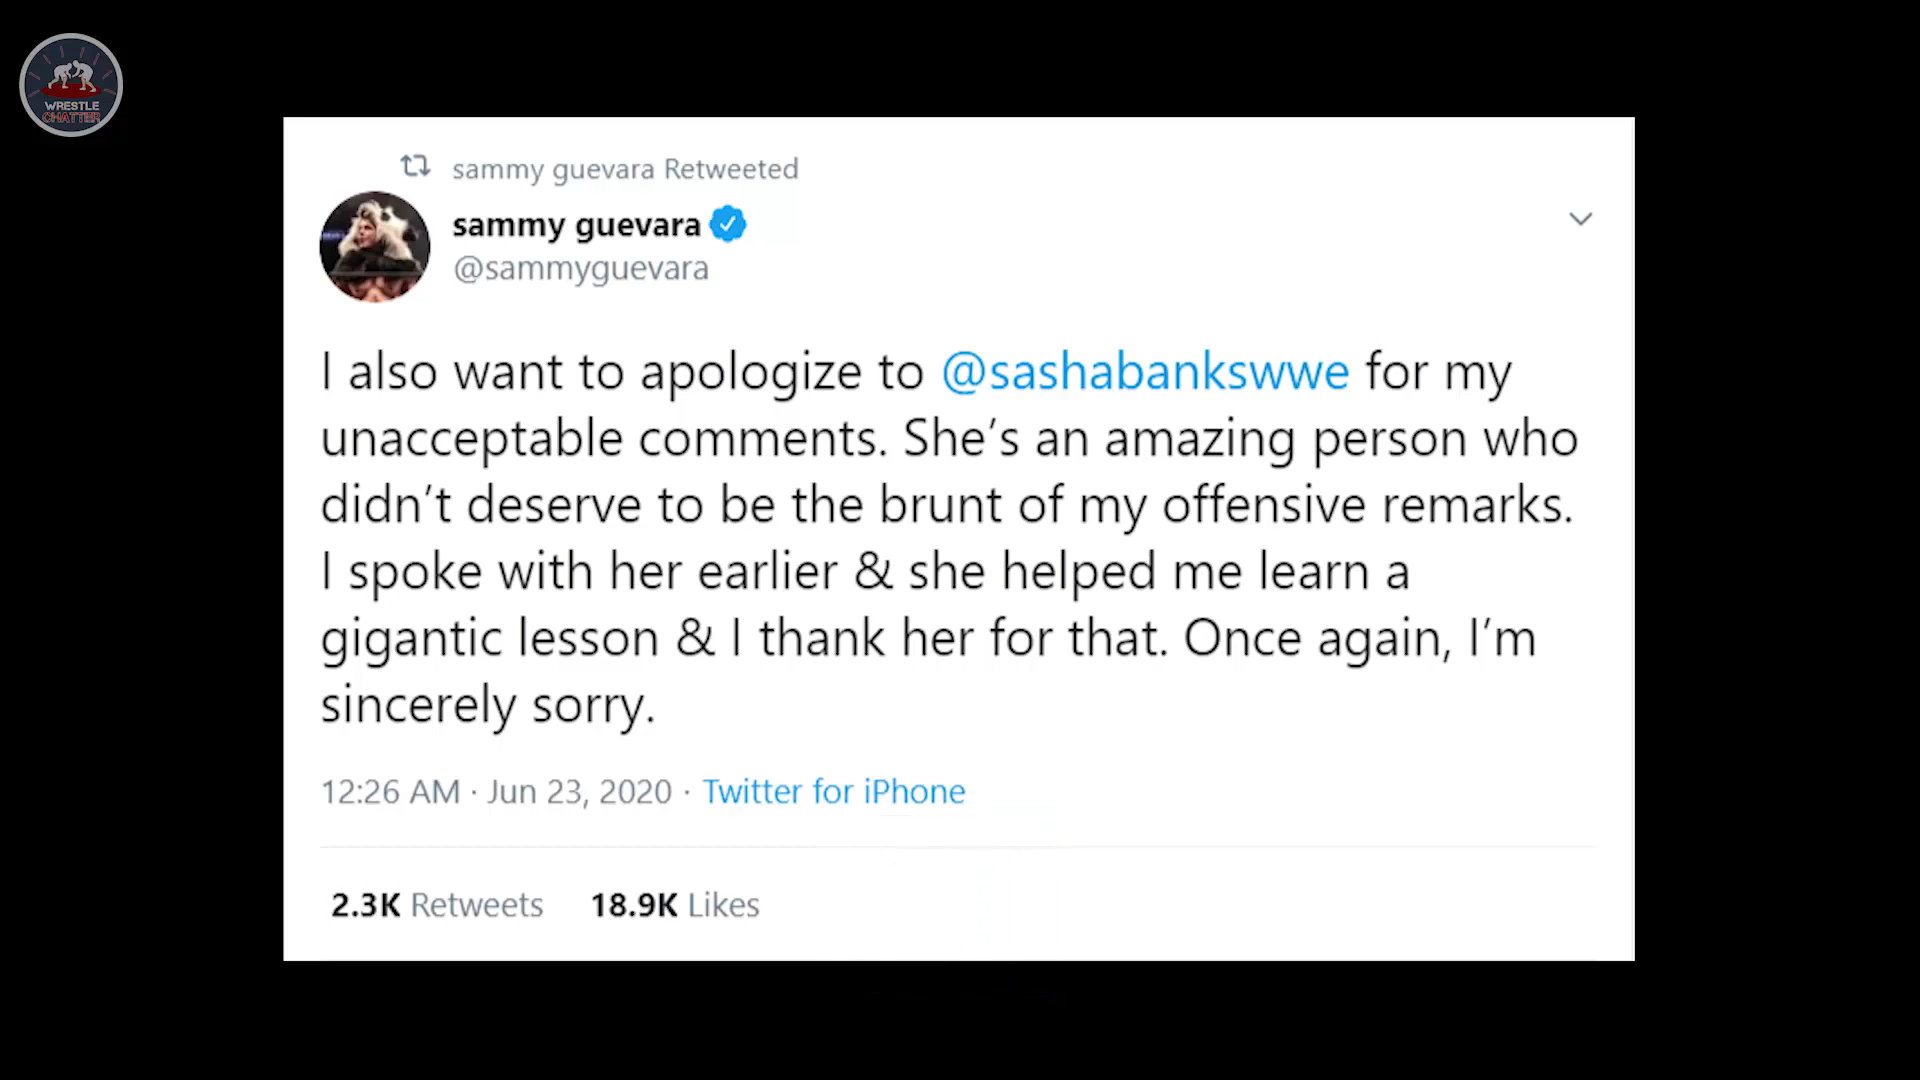 WRESTLE
CHATTER
sammy guevara Retweeted
sammy guevara
@sammyguevara
I also want to apologize to @sashabankswwe for my
unacceptable comments. She’s an amazing person who
didn’t deserve to be the brunt of my offensive remarks.
I spoke with her earlier & she helped me learn a
gigantic lesson & I thank her for that. Once again, I’m
sincerely sorry.
12:26 AM · Jun 23, 2020 · Twitter for iPhone
2.3K Retweets 18.9K Likes